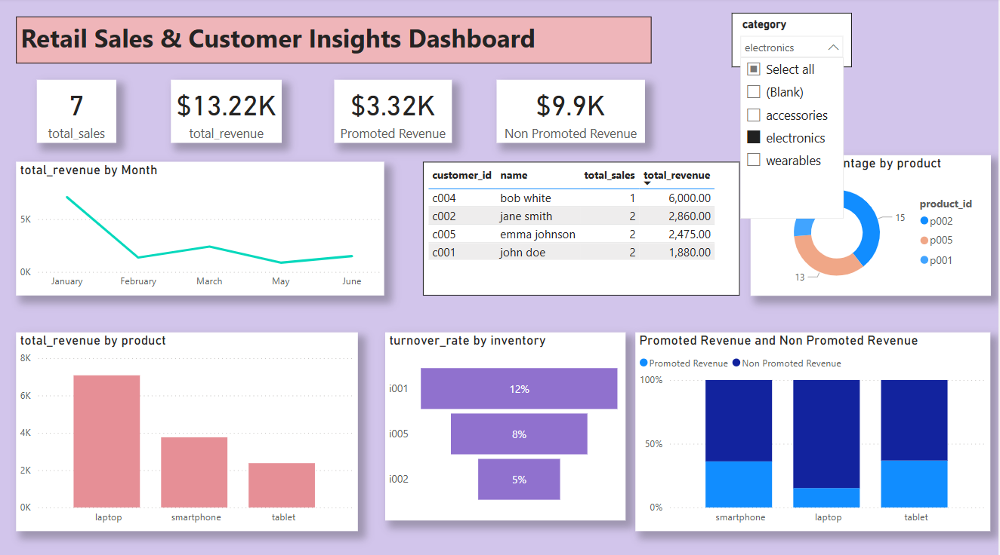 Retail Sales & Customer Insights Dashboard
category
electronics
Select all
(Blank)
accessories
electronics
wearables
7
total_sales
$13.22K
total_revenue
$3.32K
Promoted Revenue
$9.9K
Non Promoted Revenue
total_revenue by Month
5K
0K
January February March May June
customer_id name total_sales total_revenue
c004 bob white 1 6,000.00
c002 jane smith 2 2,860.00
c005 emma johnson 2 2,475.00
c001 john doe 2 1,880.00
ntage by product
15
13
product_id
p002
p005
p001
total_revenue by product
8K
6K
4K
2K
0K
laptop smartphone tablet
turnover_rate by inventory
i001 12%
i005 8%
i002 5%
Promoted Revenue and Non Promoted Revenue
Promoted Revenue Non Promoted Revenue
100%
50%
0%
smartphone laptop tablet